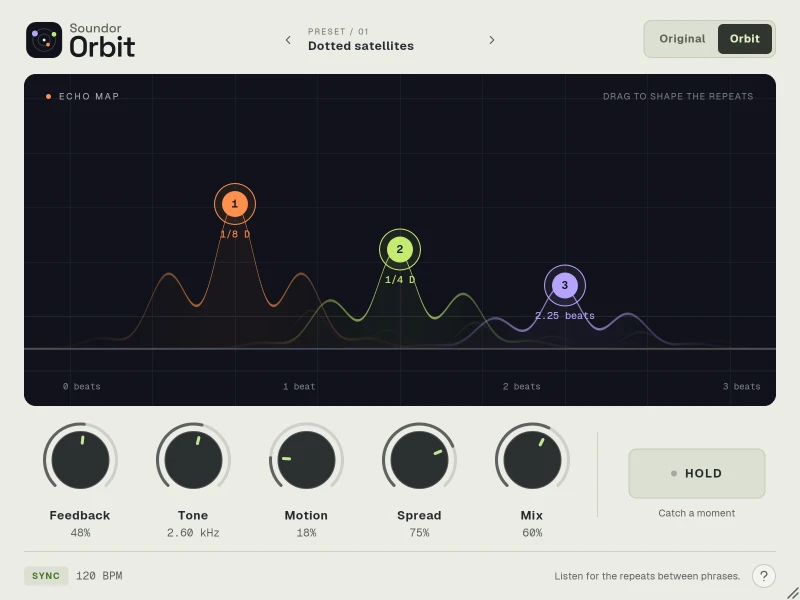 Soundor
Orbit
PRESET / 01
Dotted satellites
Original
Orbit
ECHO MAP
DRAG TO SHAPE THE REPEATS
1
1/8 D
2
1/4 D
3
2.25 beats
0 beats
1 beat
2 beats
3 beats
Feedback
48%
Tone
2.60 kHz
Motion
18%
Spread
75%
Mix
60%
HOLD
Catch a moment
SYNC
120 BPM
Listen for the repeats between phrases.
?